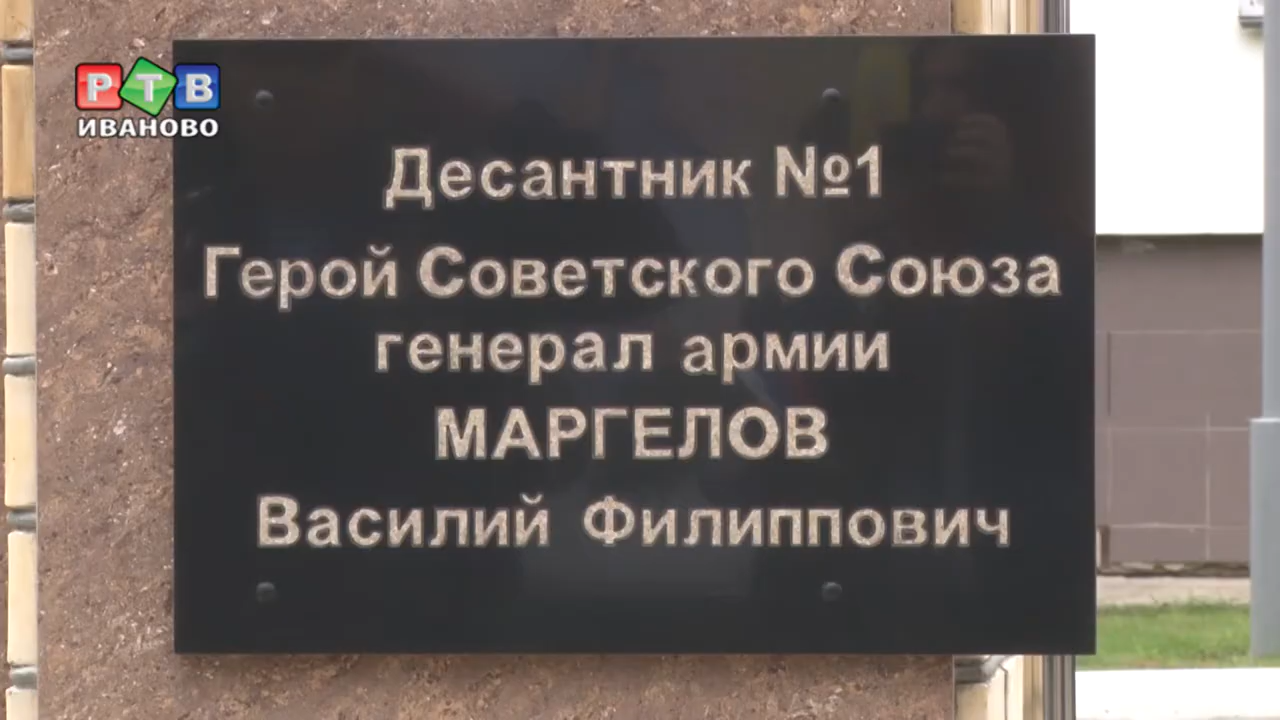 РТВ
ИВАНОВО
Десантник №1
Герой Советского Союза
генерал армии
МАРГЕЛОВ
Василий Филиппович